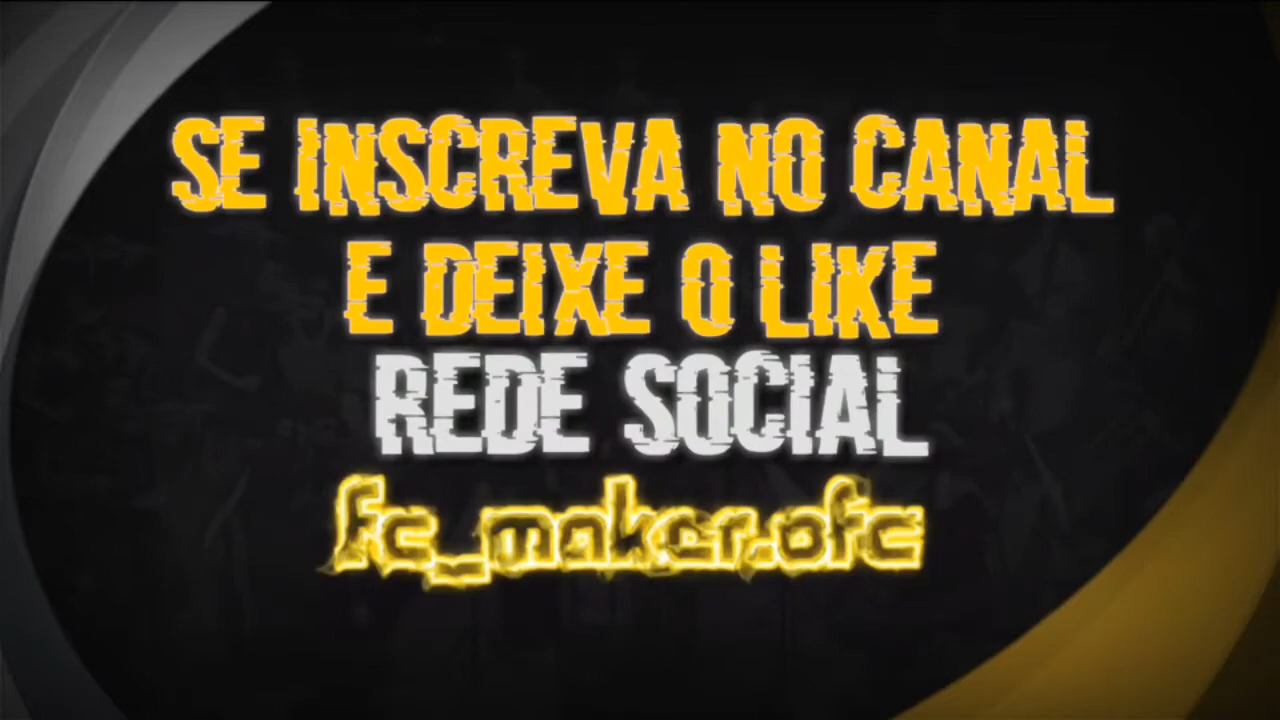 SE INSCREVA NO CANAL
E DEIXE O LIKE
REDE SOCIAL
fc_maker.ofc